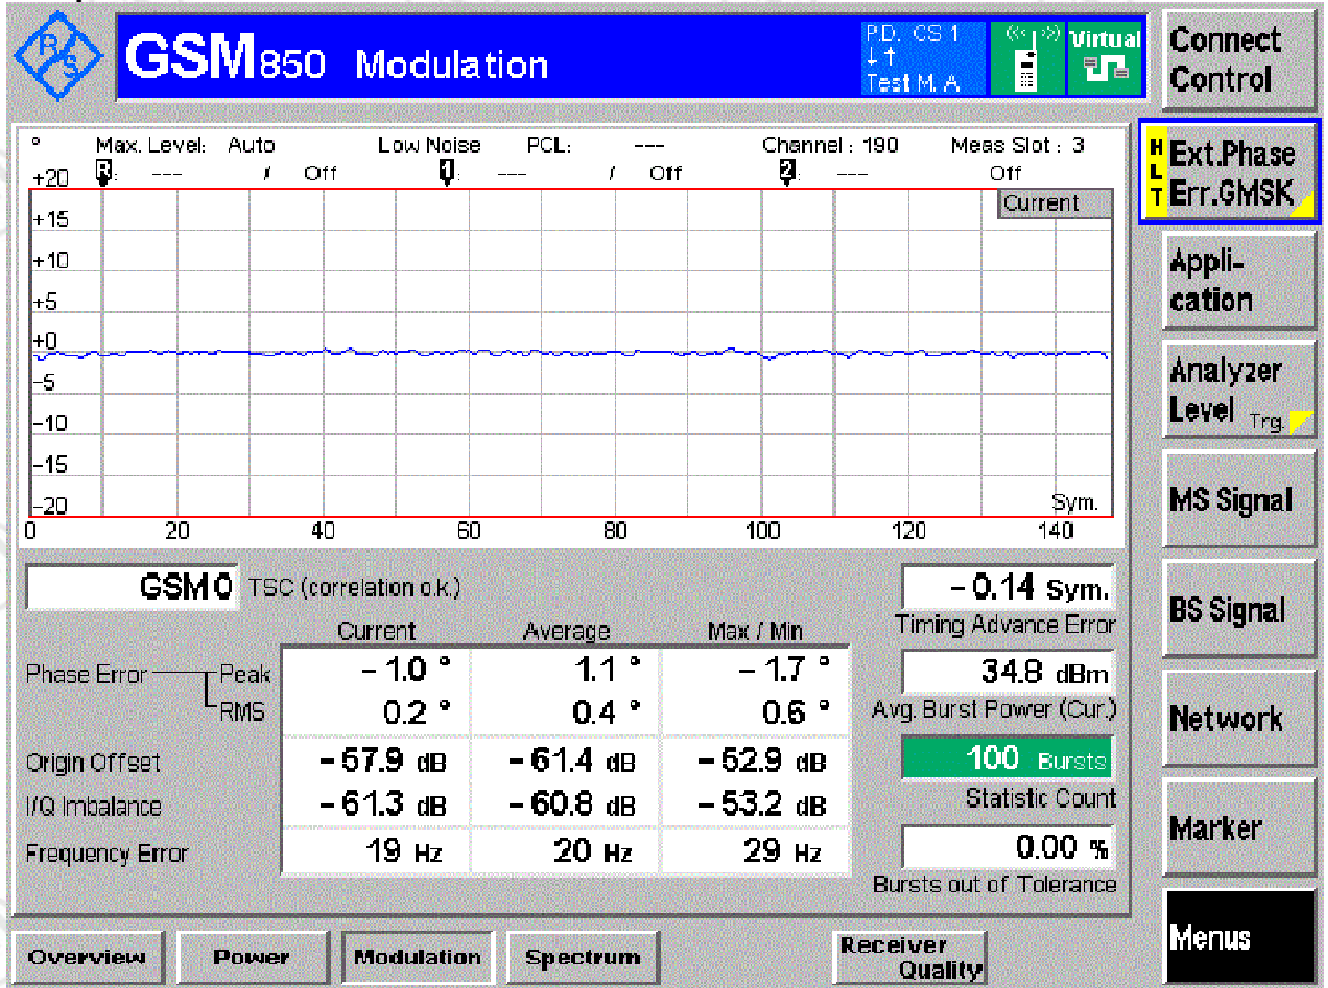 R&S
GSM850 Modulation
P.D. CS 1
↓↑
Test M. A.
Virtual
Connect
Control
° Max. Level: Auto Low Noise PCL: --- Channel : 190 Meas Slot : 3
R: --- / Off 1: --- / Off 2: --- Off
Current
+20
+15
+10
+5
+0
-5
-10
-15
-20
Sym.
0 20 40 60 80 100 120 140
GSM 0 TSC (correlation o.k.)
Current Average Max / Min
Phase Error Peak -1.0 ° 1.1 ° -1.7 °
RMS 0.2 ° 0.4 ° 0.6 °
Origin Offset -57.9 dB -61.4 dB -52.9 dB
I/Q Imbalance -61.3 dB -60.8 dB -53.2 dB
Frequency Error 19 Hz 20 Hz 29 Hz
-0.14 Sym.
Timing Advance Error
34.8 dBm
Avg. Burst Power (Cur.)
100 Bursts
Statistic Count
0.00 %
Bursts out of Tolerance
HLT
Ext.Phase
Err.GMSK
Appli-
cation
Analyzer
Level Trg.
MS Signal
BS Signal
Network
Marker
Menus
Overview Power Modulation Spectrum Receiver
Quality